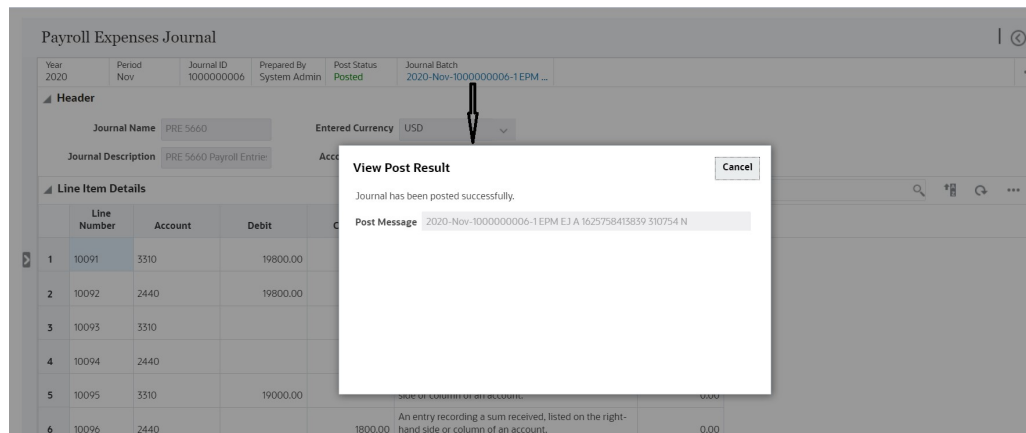 Payroll Expenses Journal
Year Period Journal ID Prepared By Post Status Journal Batch
2020 Nov 1000000006 System Admin Posted 2020-Nov-1000000006-1 EPM ...
Header
Journal Name PRE 5660 Entered Currency USD
Journal Description PRE 5660 Payroll Entrie Acco
View Post Result Cancel
Journal has been posted successfully.
Post Message 2020-Nov-1000000006-1 EPM EJ A 1625758413839 310754 N
Line Item Details
Line Number Account Debit C
1 10091 3310 19800.00
2 10092 2440 19800.00
3 10093 3310
4 10094 2440
5 10095 3310 19000.00 side or column of an account. 0.00
An entry recording a sum received, listed on the right-
6 10096 2440 1800.00 hand side or column of an account. 0.00